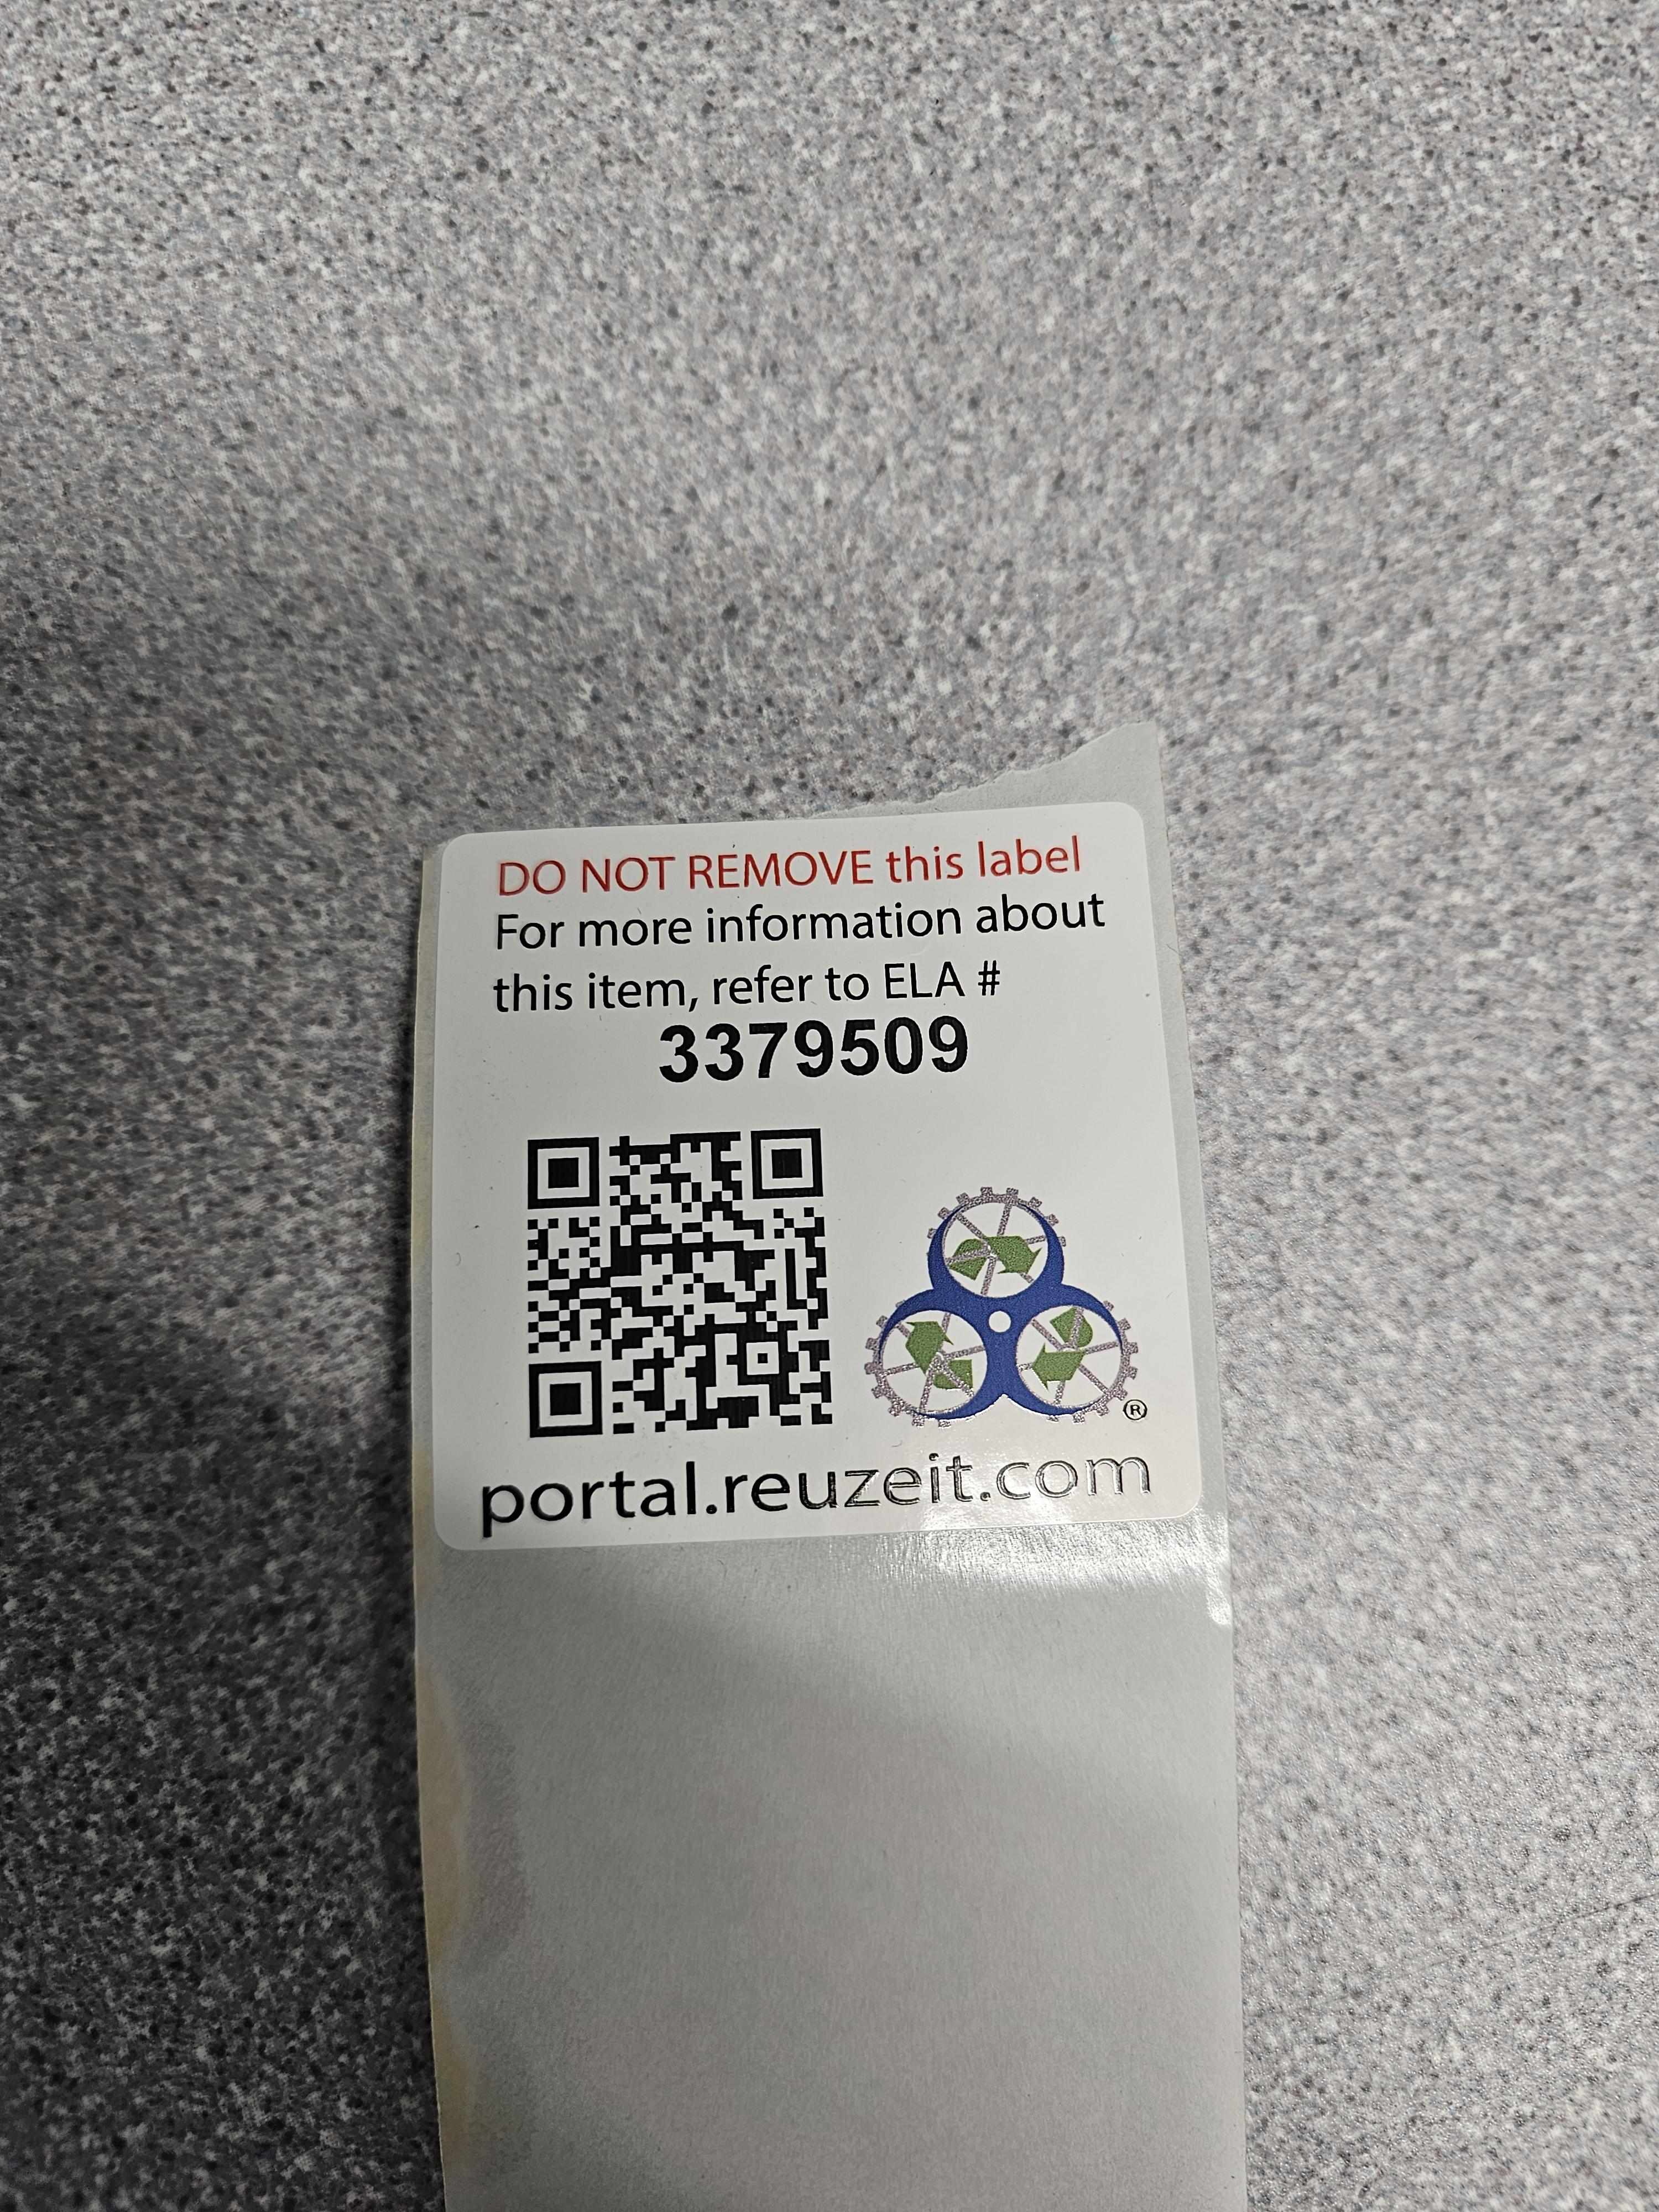 DO NOT REMOVE this label
For more information about
this item, refer to ELA #
3379509
®
portal.reuzeit.com